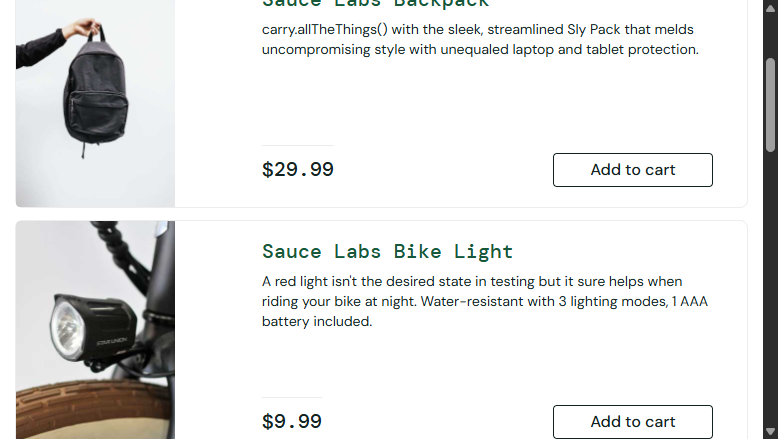 Sauce Labs Backpack
carry.allTheThings() with the sleek, streamlined Sly Pack that melds
uncompromising style with unequaled laptop and tablet protection.
$29.99
Add to cart
Sauce Labs Bike Light
A red light isn't the desired state in testing but it sure helps when
riding your bike at night. Water-resistant with 3 lighting modes, 1 AAA
battery included.
STAR UNION
$9.99
Add to cart